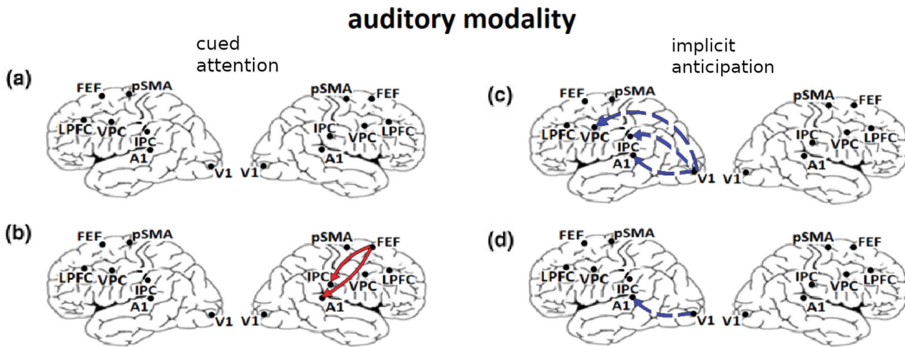 auditory modality
cued
attention
implicit
anticipation
(a)
FEF pSMA
LPFC VPC IPC
A1
V1
pSMA FEF
IPC VPC LPFC
A1
V1
(c)
FEF pSMA
LPFC VPC IPC
A1
V1
pSMA FEF
IPC VPC LPFC
A1
V1
(b)
FEF pSMA
LPFC VPC IPC
A1
V1
pSMA FEF
IPC VPC LPFC
A1
V1
(d)
FEF pSMA
LPFC VPC IPC
A1
V1
pSMA FEF
IPC VPC LPFC
A1
V1